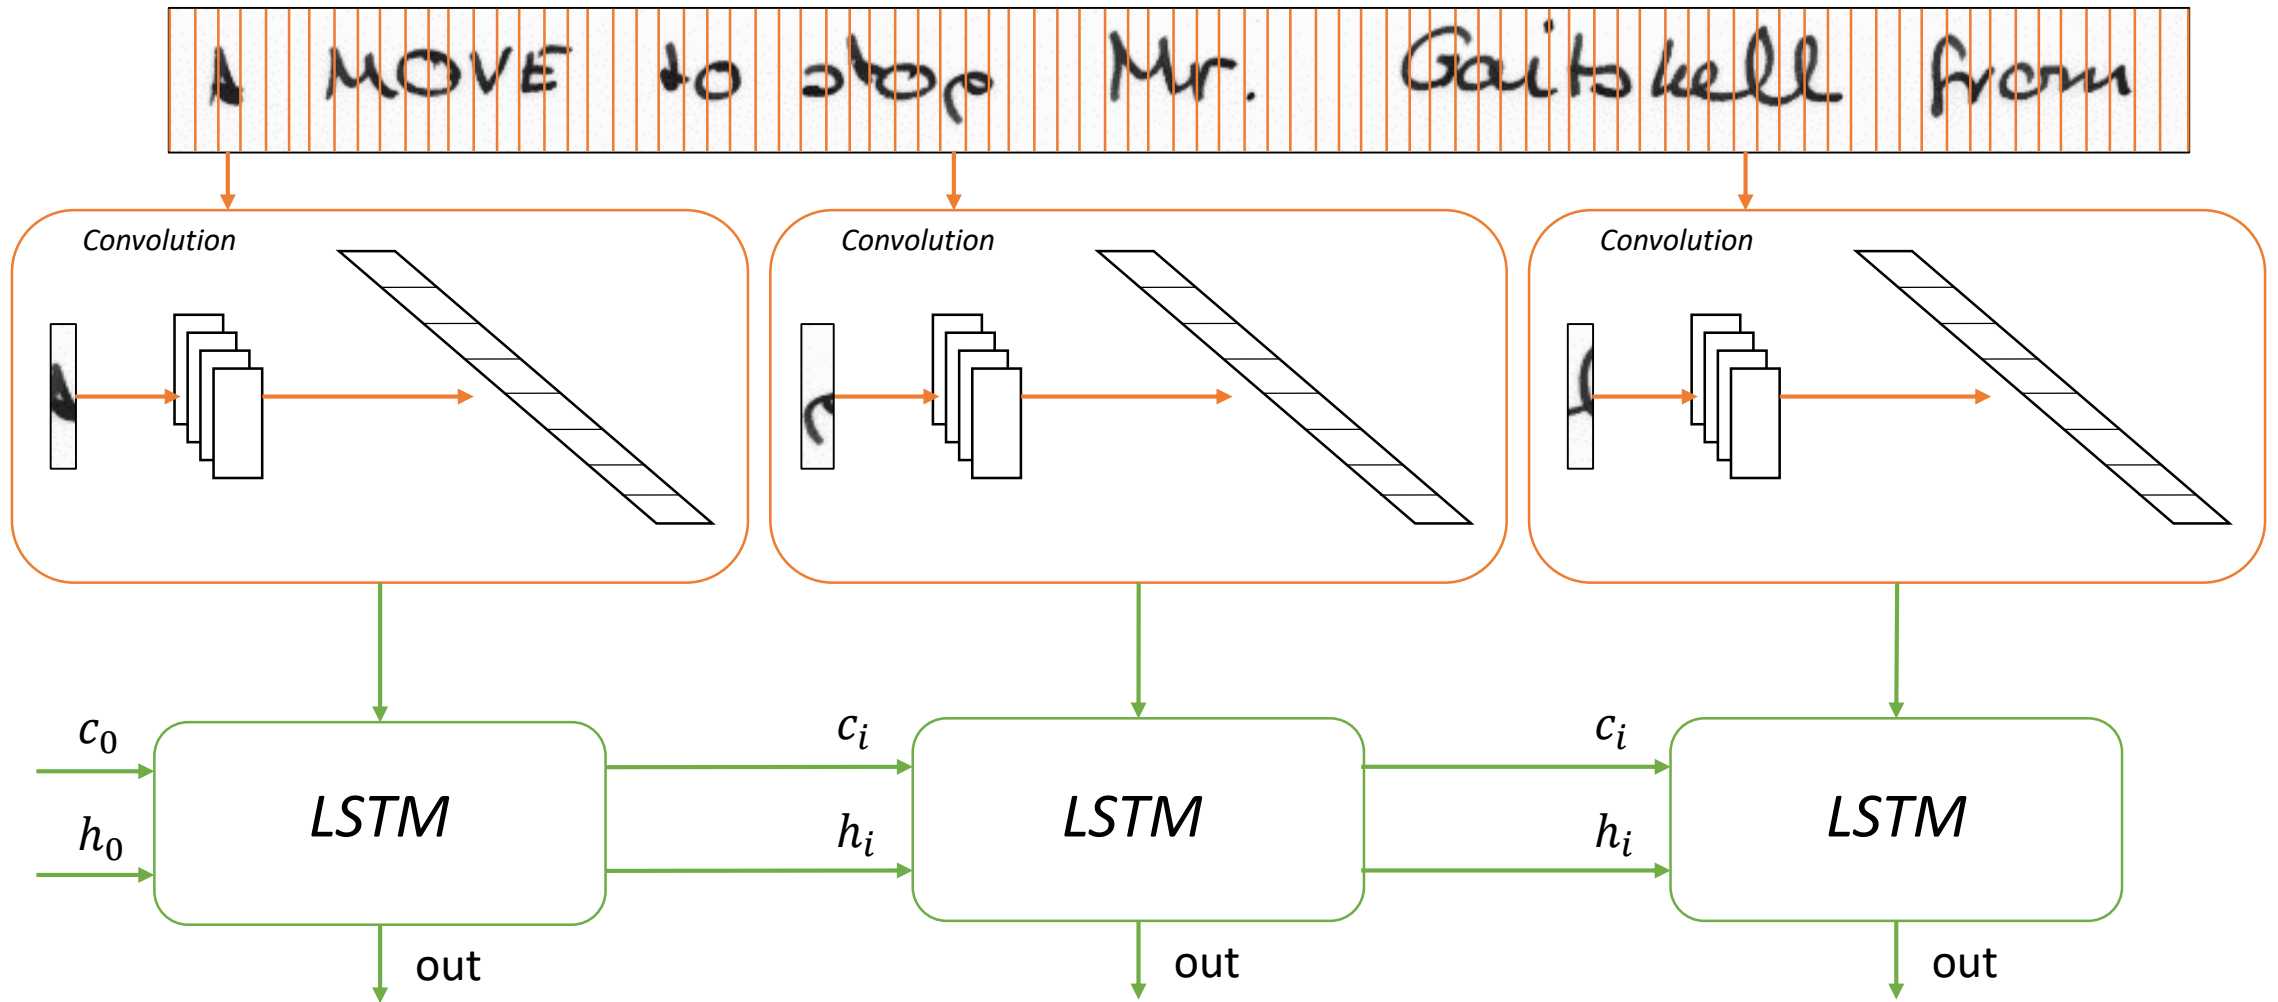 A MOVE to stop Mr. Gaitskell from
Convolution Convolution Convolution
c₀ cᵢ cᵢ
LSTM LSTM LSTM
h₀ hᵢ hᵢ
out out out